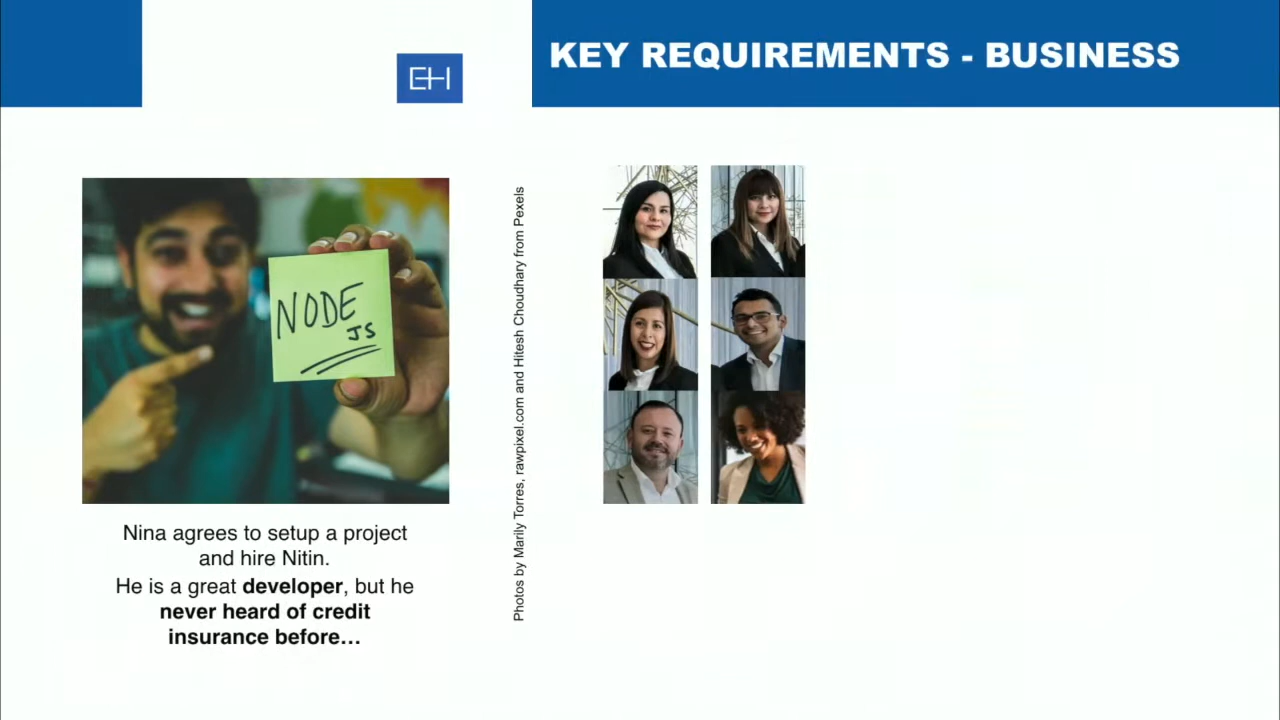 KEY REQUIREMENTS - BUSINESS
EH
NODE
JS
Photos by Marily Torres, rawpixel.com and Hitesh Choudhary from Pexels
Nina agrees to setup a project
and hire Nitin.
He is a great developer, but he
never heard of credit
insurance before…